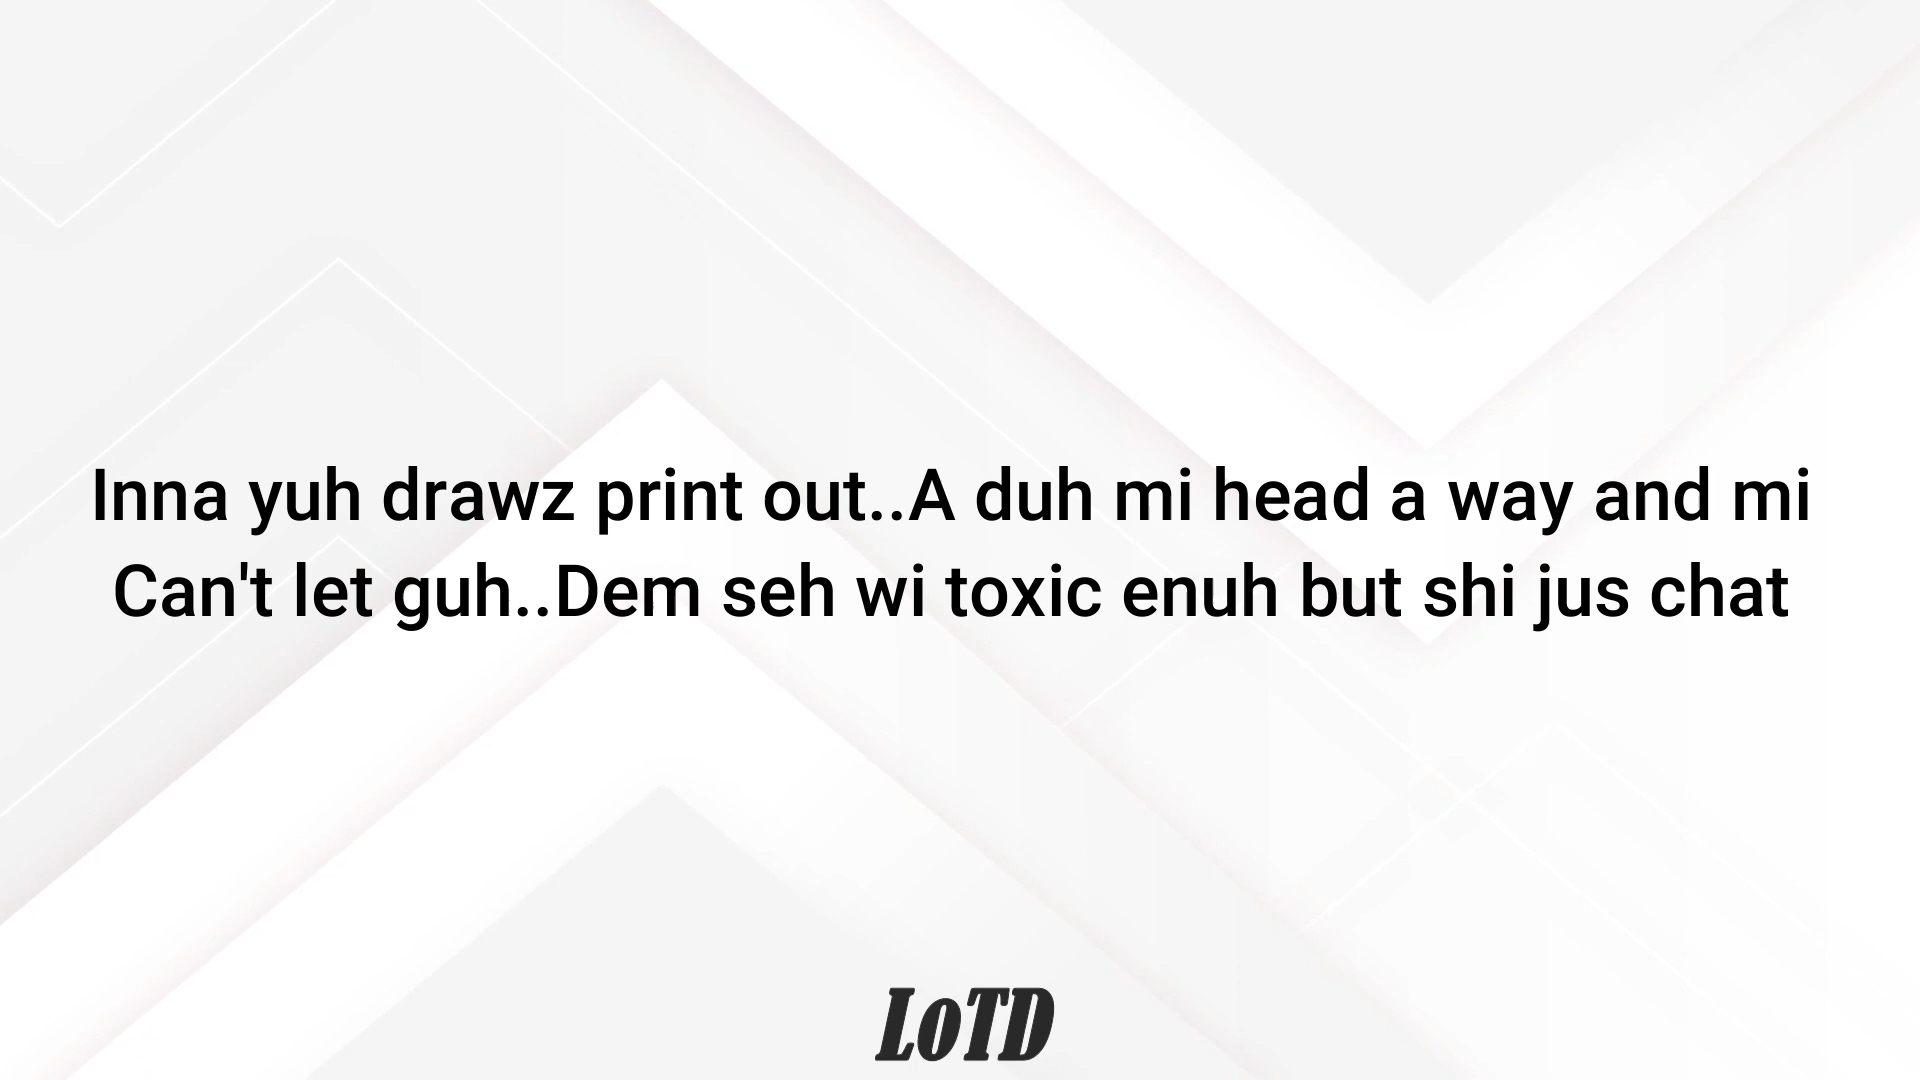 Inna yuh drawz print out..A duh mi head a way and mi
Can't let guh..Dem seh wi toxic enuh but shi jus chat
LoTD